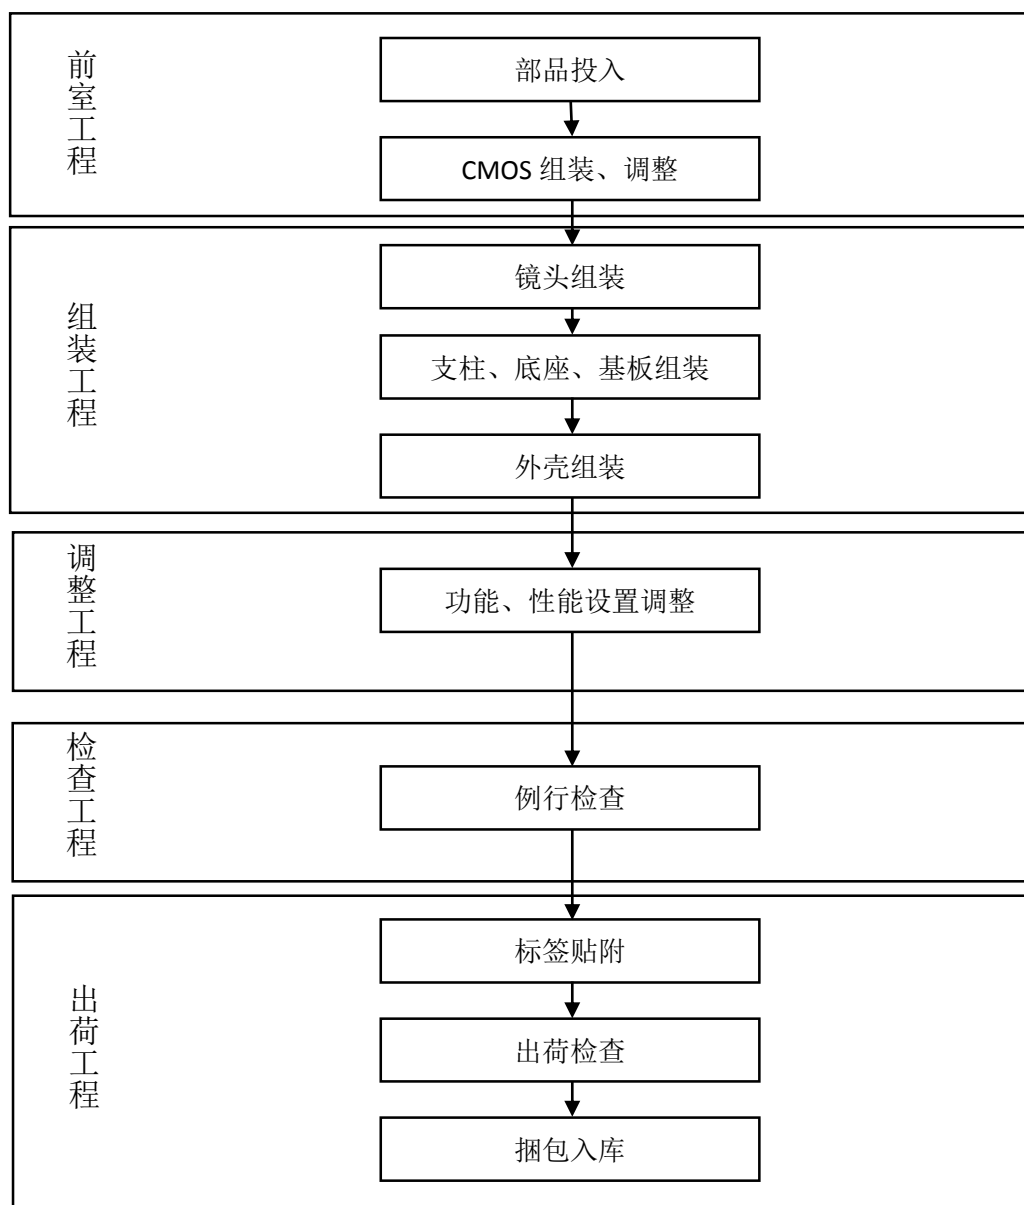 前室工程
部品投入
CMOS 组装、调整
组装工程
镜头组装
支柱、底座、基板组装
外壳组装
调整工程
功能、性能设置调整
检查工程
例行检查
出荷工程
标签贴附
出荷检查
捆包入库